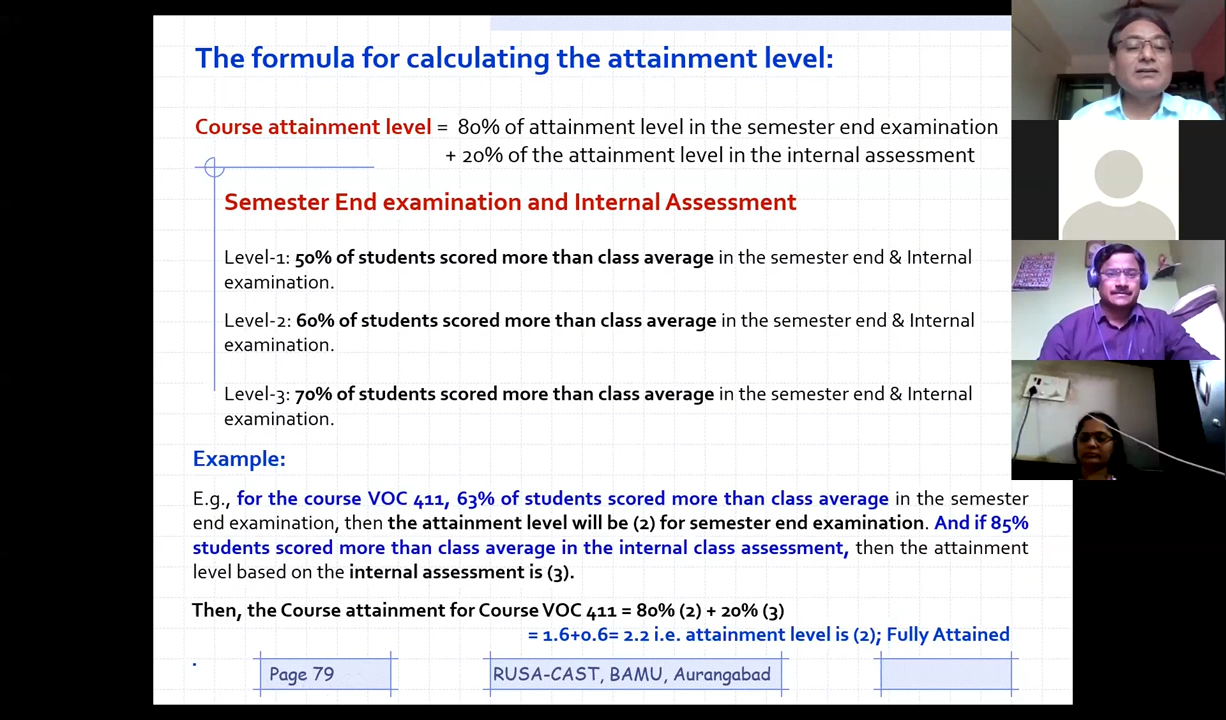 The formula for calculating the attainment level:
Course attainment level = 80% of attainment level in the semester end examination
+ 20% of the attainment level in the internal assessment
Semester End examination and Internal Assessment
Level-1: 50% of students scored more than class average in the semester end & Internal
examination.
Level-2: 60% of students scored more than class average in the semester end & Internal
examination.
Level-3: 70% of students scored more than class average in the semester end & Internal
examination.
Example:
E.g., for the course VOC 411, 63% of students scored more than class average in the semester
end examination, then the attainment level will be (2) for semester end examination. And if 85%
students scored more than class average in the internal class assessment, then the attainment
level based on the internal assessment is (3).
Then, the Course attainment for Course VOC 411 = 80% (2) + 20% (3)
= 1.6+0.6= 2.2 i.e. attainment level is (2); Fully Attained
.
Page 79
RUSA-CAST, BAMU, Aurangabad